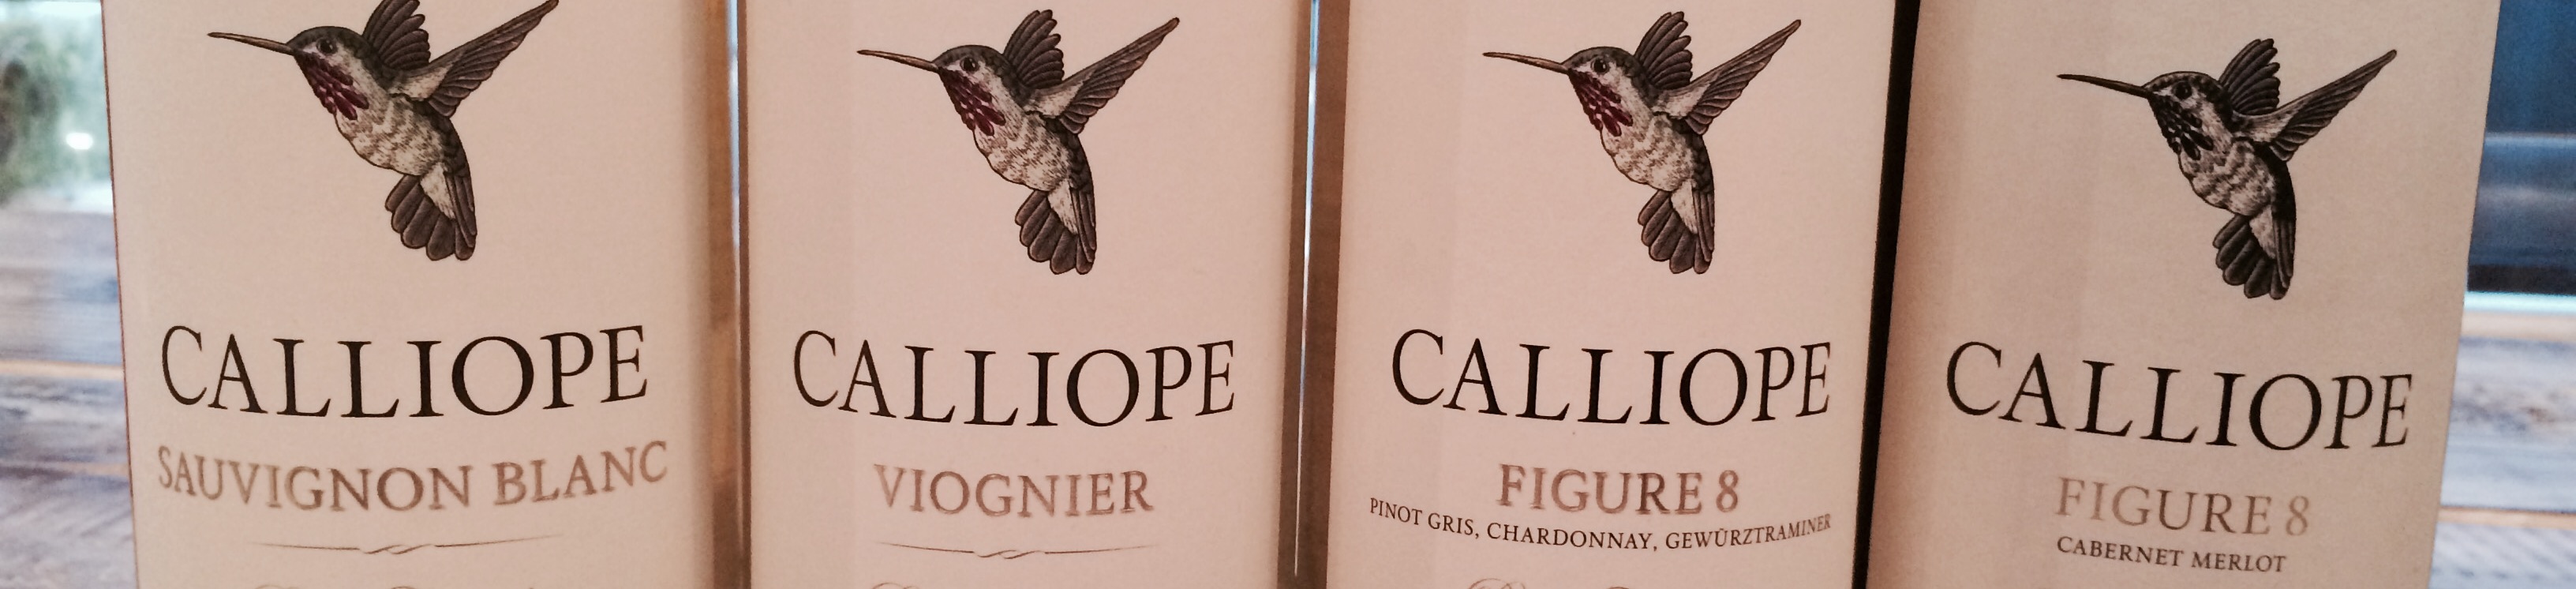 CALLIOPE
SAUVIGNON BLANC
CALLIOPE
VIOGNIER
CALLIOPE
FIGURE 8
PINOT GRIS, CHARDONNAY, GEWÜRZTRAMINER
CALLIOPE
FIGURE 8
CABERNET MERLOT